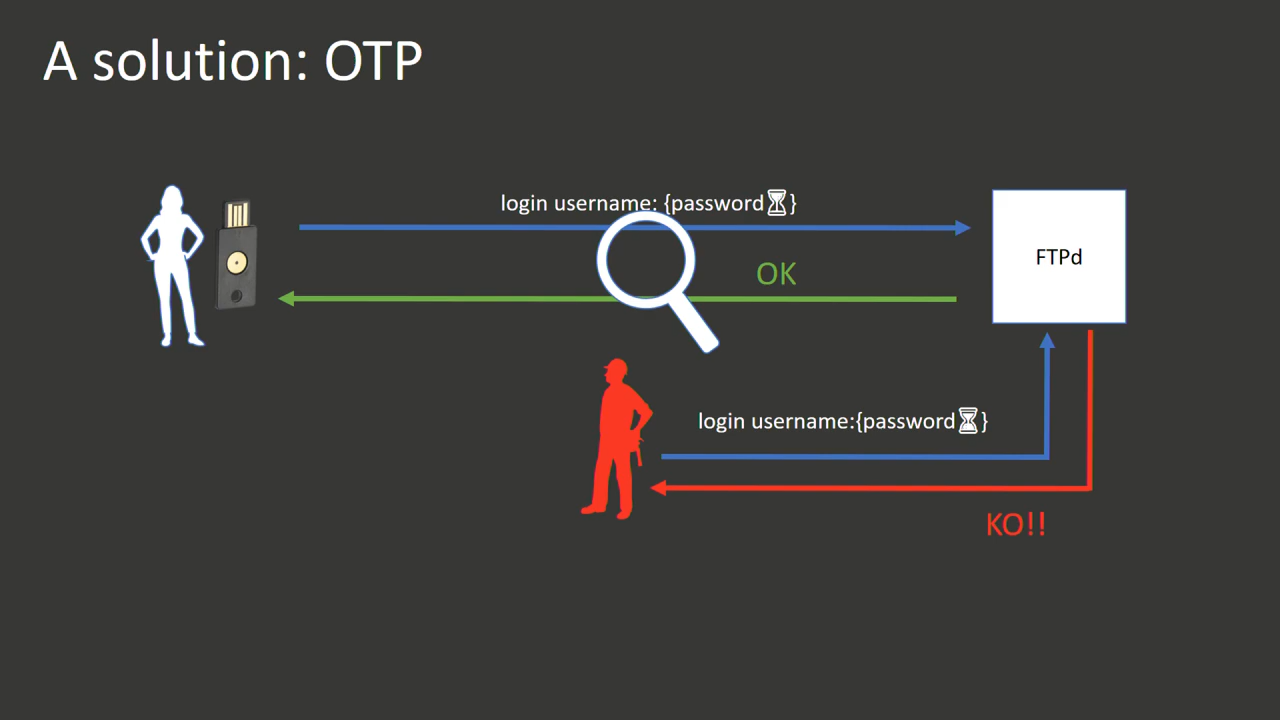 A solution: OTP
login username: {password⌛}
FTPd
OK
login username:{password⌛}
KO!!